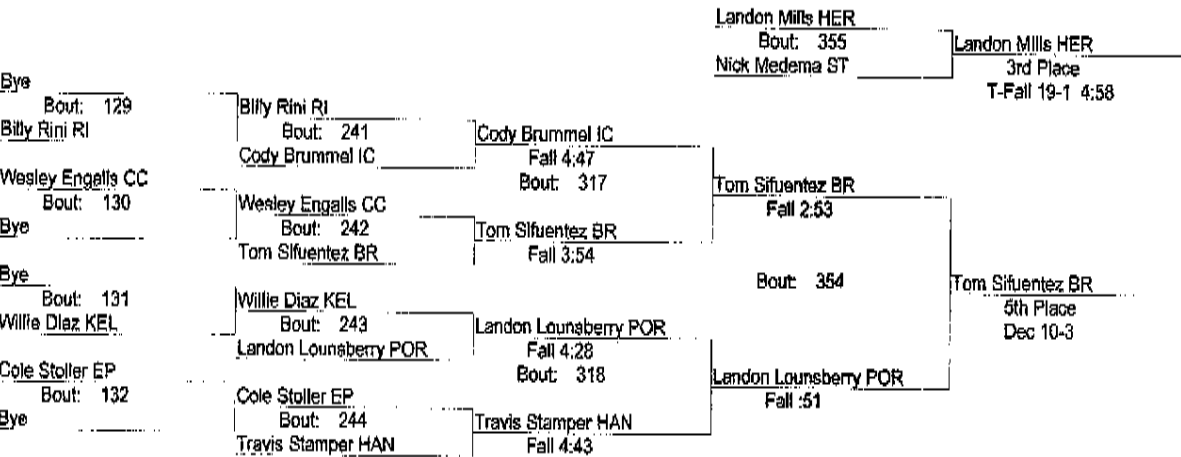 Landon Mills HER
Bout: 355
Nick Medema ST
Landon Mills HER
3rd Place
T-Fall 19-1 4:58
Bye
Bout: 129
Billy Rini RI
Wesley Engalls CC
Bout: 130
Bye
Bye
Bout: 131
Willie Diaz KEL
Cole Stoller EP
Bout: 132
Bye
Billy Rini RI
Bout: 241
Cody Brummel IC
Wesley Engalls CC
Bout: 242
Tom Sifuentez BR
Willie Diaz KEL
Bout: 243
Landon Lounsberry POR
Cole Stoller EP
Bout: 244
Travis Stamper HAN
Cody Brummel IC
Fall 4:47
Bout: 317
Tom Sifuentez BR
Fall 3:54
Landon Lounsberry POR
Fall 4:28
Bout: 318
Travis Stamper HAN
Fall 4:43
Tom Sifuentez BR
Fall 2:53
Bout: 354
Landon Lounsberry POR
Fall :51
Tom Sifuentez BR
5th Place
Dec 10-3